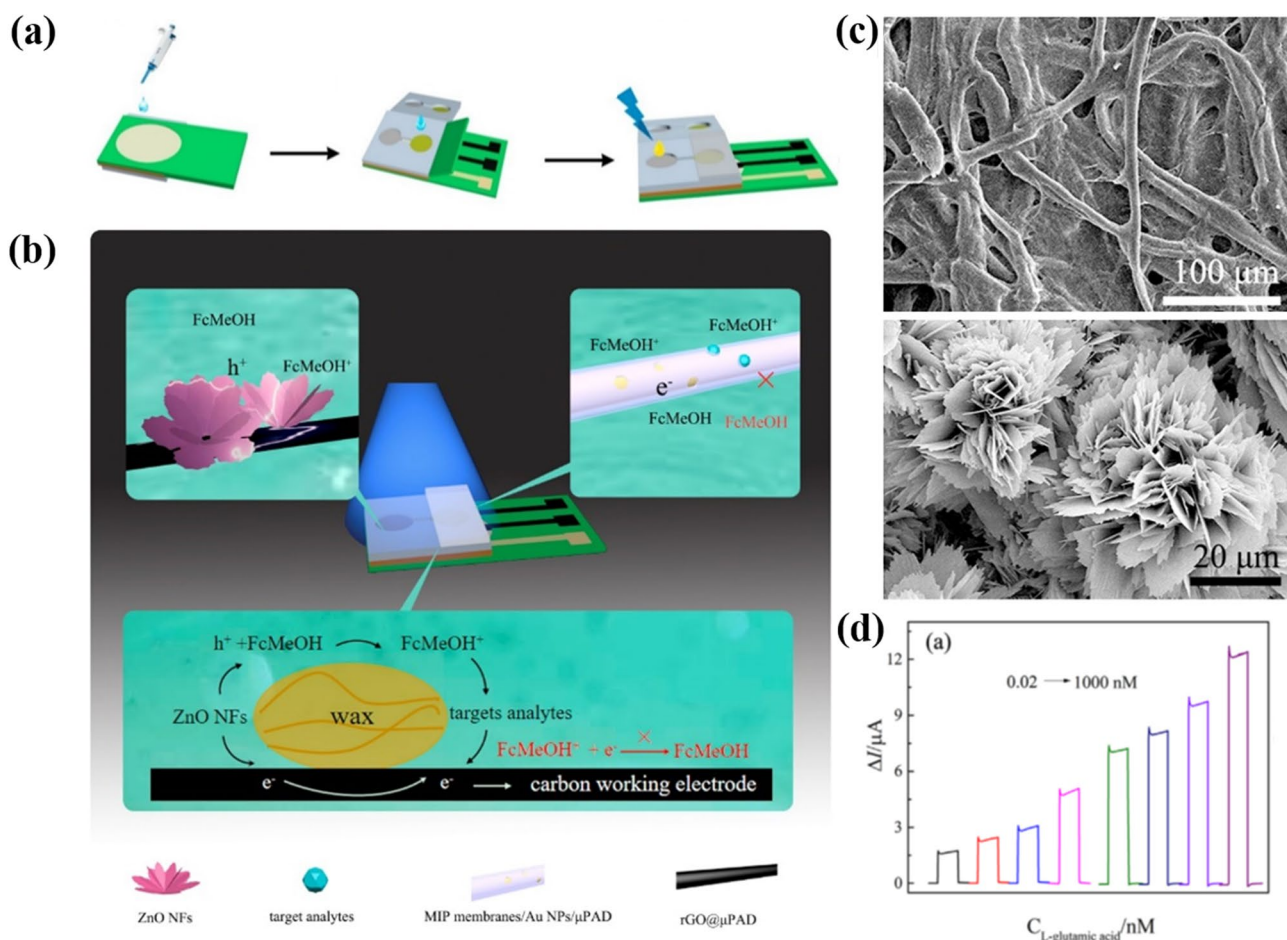 (a)
(b)
FcMeOH
h⁺
FcMeOH⁺
FcMeOH⁺
FcMeOH⁺
e⁻
FcMeOH
FcMeOH
h⁺ +FcMeOH
FcMeOH⁺
ZnO NFs
wax
targets analytes
FcMeOH⁺ + e⁻ FcMeOH
e⁻
e⁻
carbon working electrode
ZnO NFs
target analytes
MIP membranes/Au NPs/μPAD
rGO@μPAD
(c)
100 μm
20 μm
(d)
(a)
0.02 → 1000 nM
12
9
6
3
0
ΔI/μA
C L-glutamic acid/nM